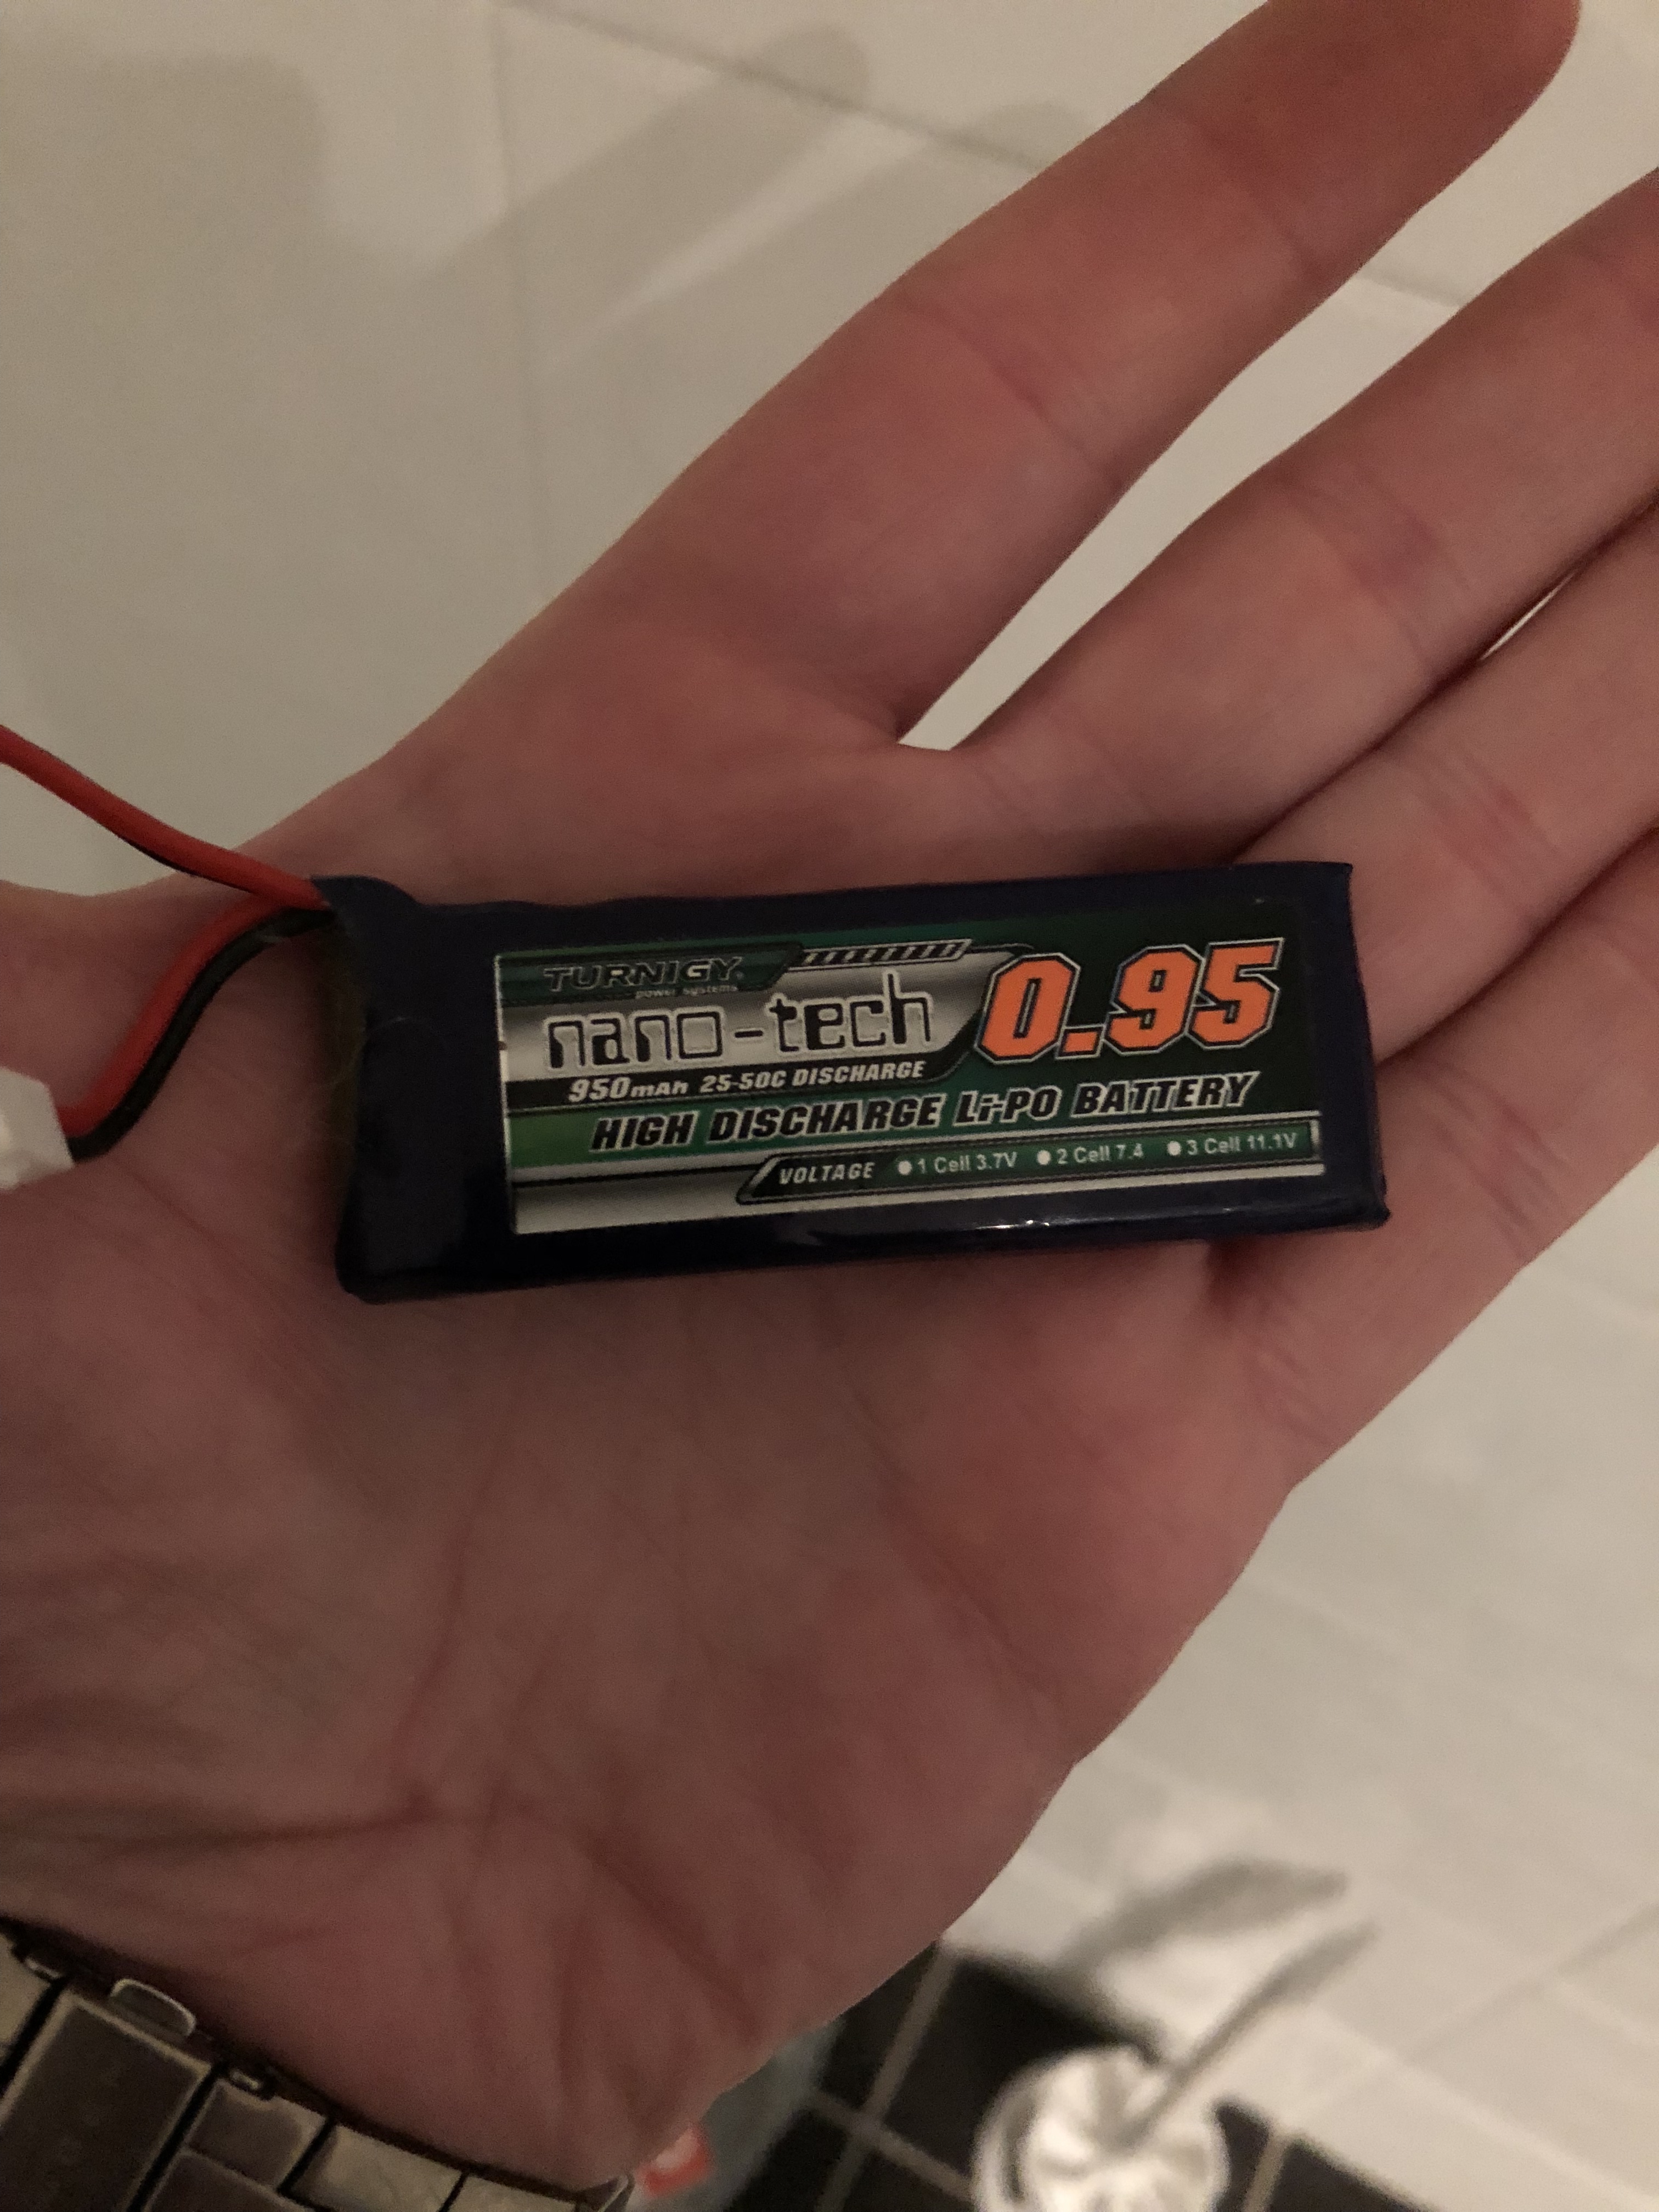 TURNIGY
power systems
nano-tech
0.95
950mAh 25-50C DISCHARGE
HIGH DISCHARGE Li-PO BATTERY
VOLTAGE 1 Cell 3.7V 2 Cell 7.4 3 Cell 11.1V